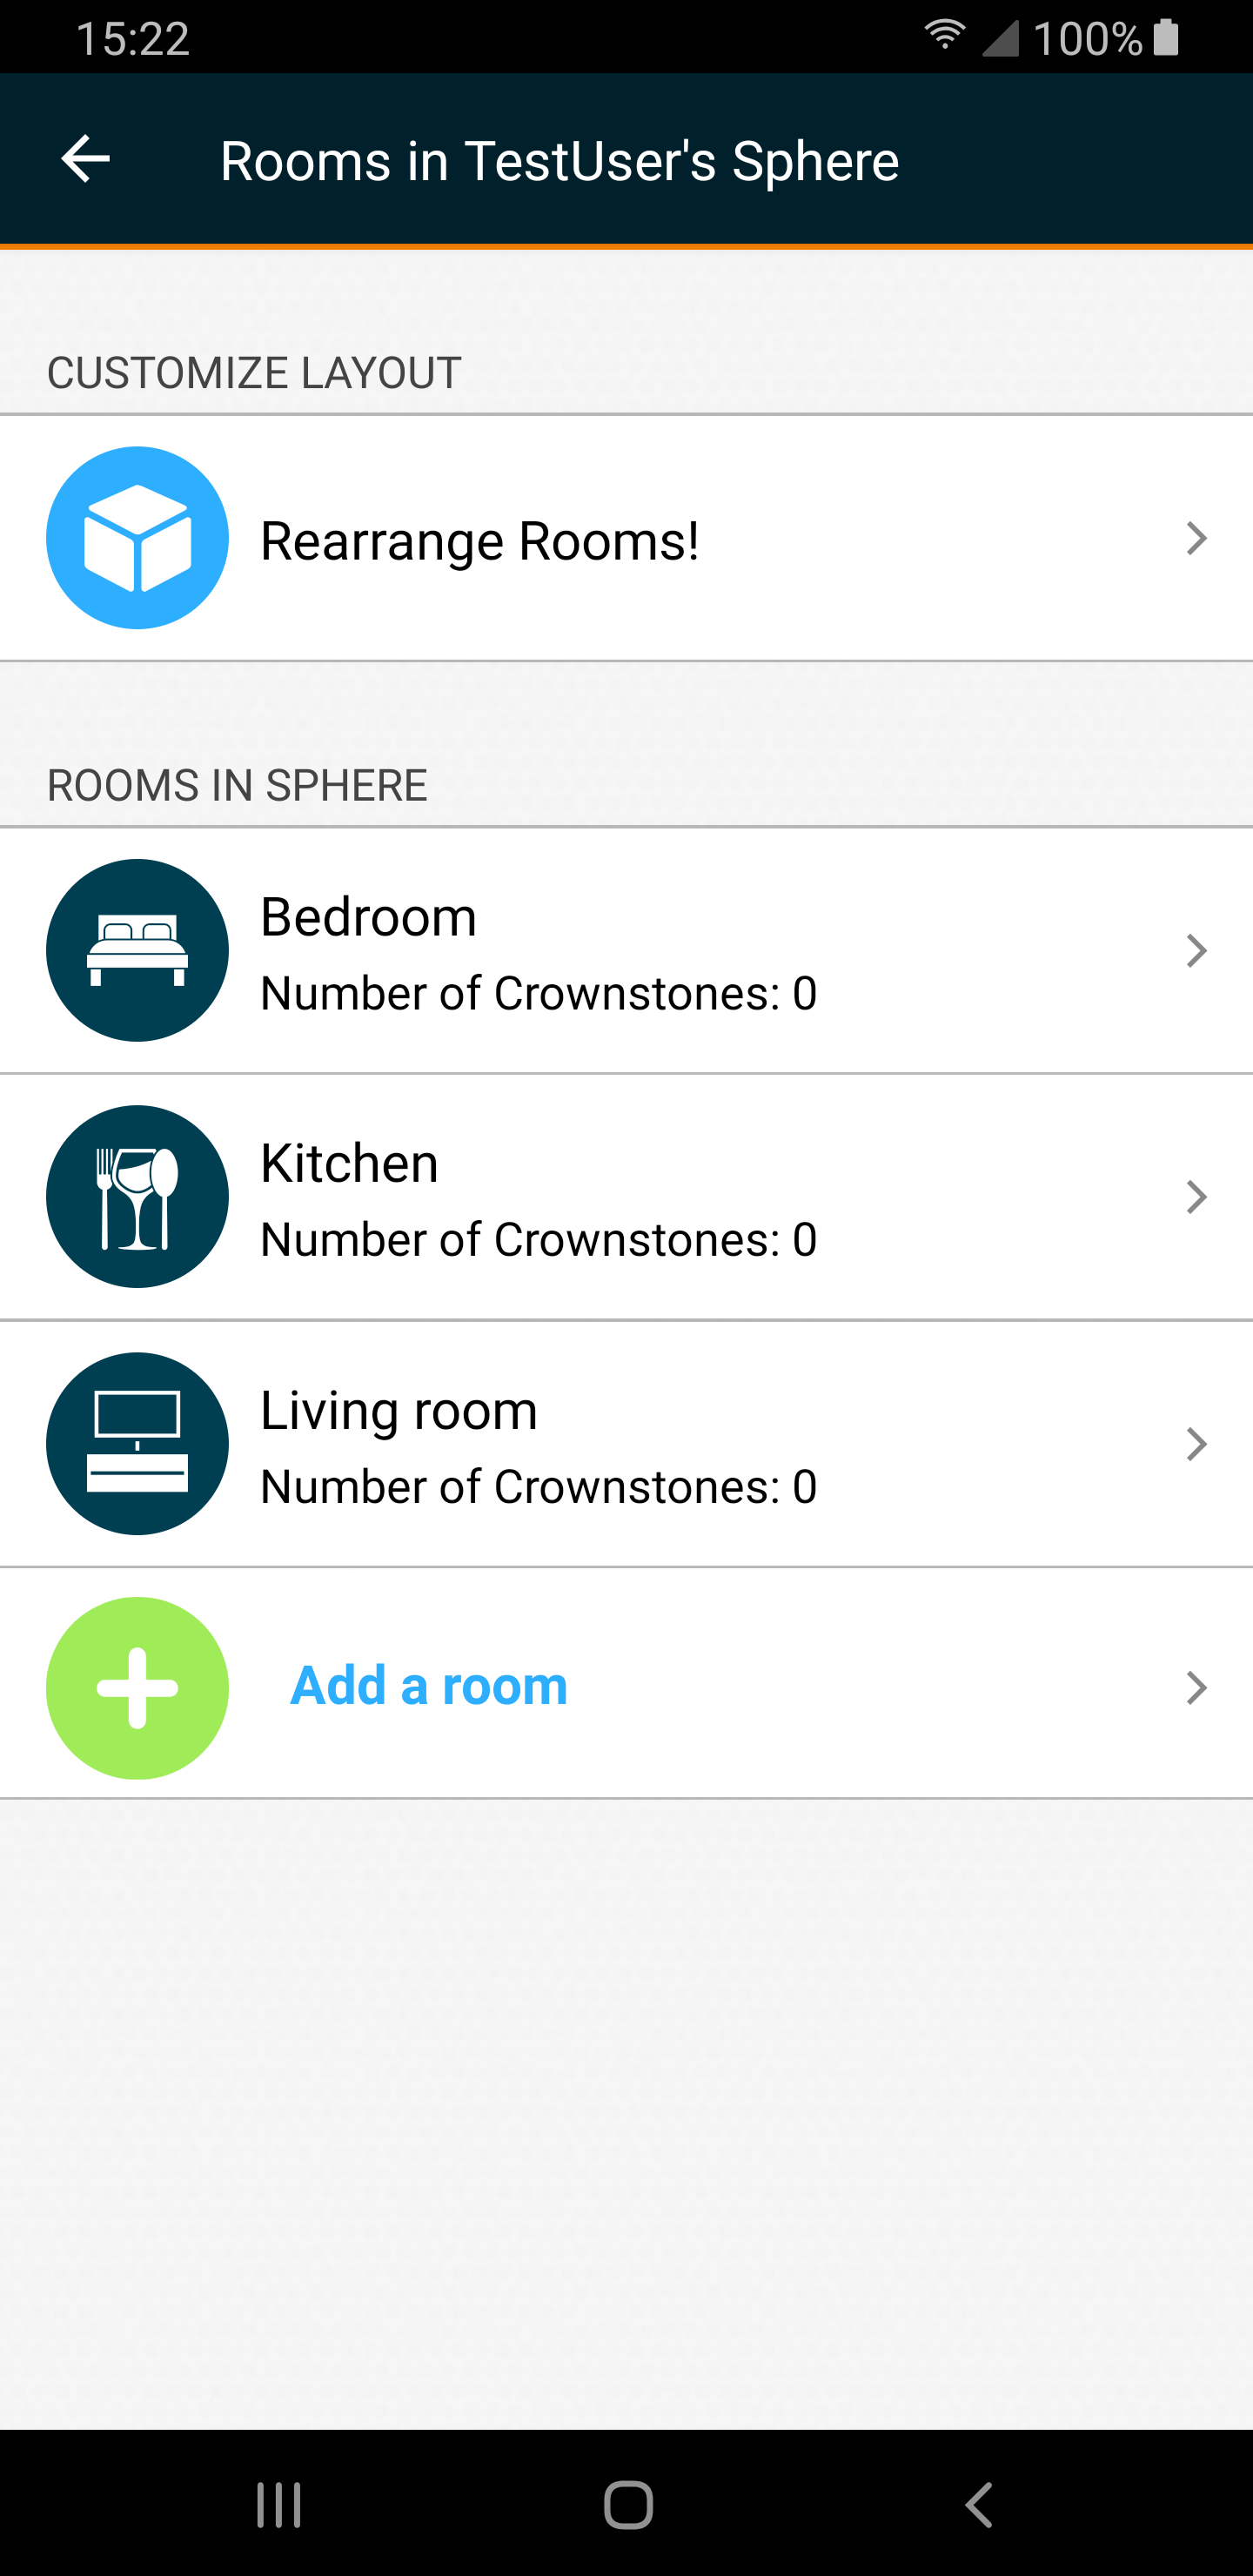 15:22
100%
Rooms in TestUser's Sphere
CUSTOMIZE LAYOUT
Rearrange Rooms!
ROOMS IN SPHERE
Bedroom
Number of Crownstones: 0
Kitchen
Number of Crownstones: 0
Living room
Number of Crownstones: 0
Add a room